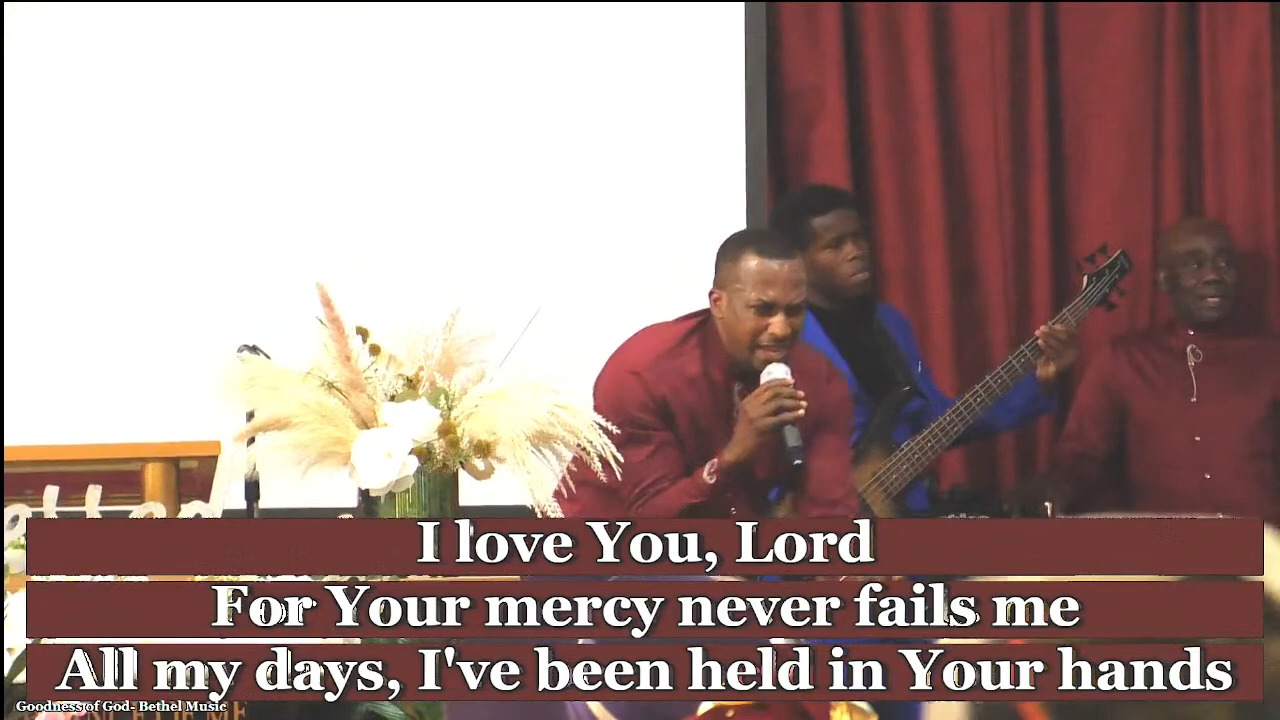 I love You, Lord
For Your mercy never fails me
All my days, I've been held in Your hands
Goodness of God- Bethel Music